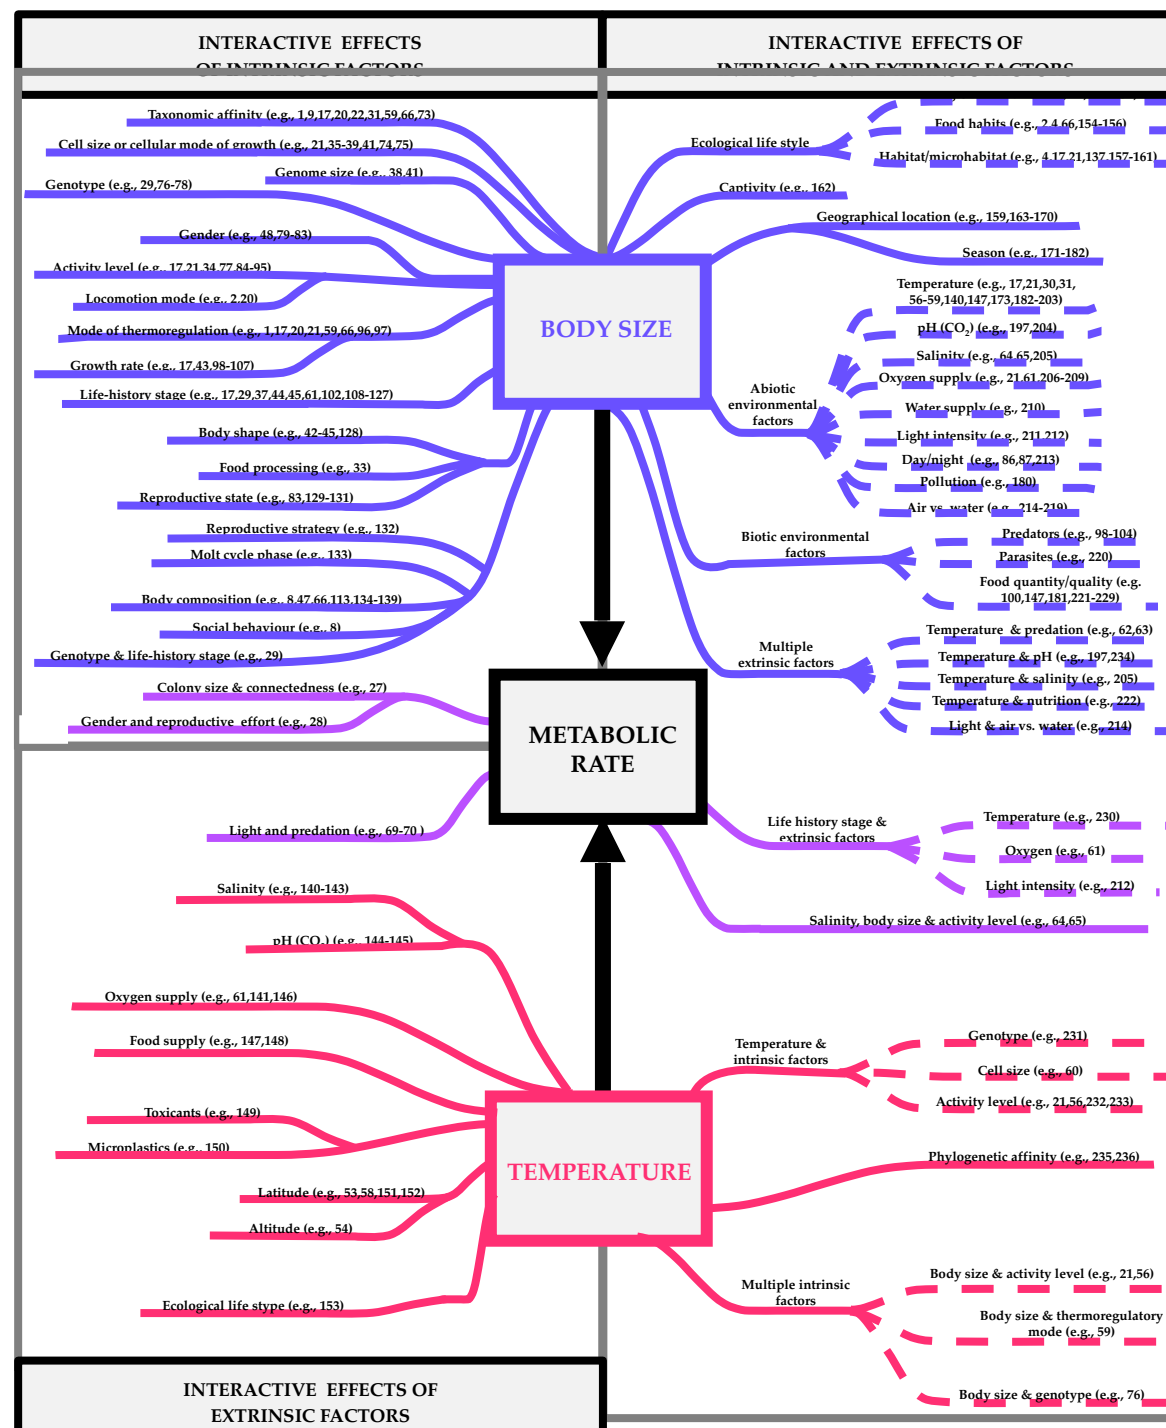 INTERACTIVE EFFECTS
OF INTRINSIC FACTORS
INTERACTIVE EFFECTS OF
INTRINSIC AND EXTRINSIC FACTORS
Taxonomic affinity (e.g., 1,9,17,20,22,31,59,66,73)
Cell size or cellular mode of growth (e.g., 21,35-39,41,74,75)
Genome size (e.g., 38,41)
Genotype (e.g., 29,76-78)
Gender (e.g., 48,79-83)
Activity level (e.g., 17,21,34,77,84-95)
Locomotion mode (e.g., 2,20)
Mode of thermoregulation (e.g., 1,17,20,21,59,66,96,97)
Growth rate (e.g., 17,43,98-107)
Life-history stage (e.g., 17,29,37,44,45,61,102,108-127)
Body shape (e.g., 42-45,128)
Food processing (e.g., 33)
Reproductive state (e.g., 83,129-131)
Reproductive strategy (e.g., 132)
Molt cycle phase (e.g., 133)
Body composition (e.g., 8,47,66,113,134-139)
Social behaviour (e.g., 8)
Genotype & life-history stage (e.g., 29)
Colony size & connectedness (e.g., 27)
Gender and reproductive effort (e.g., 28)
BODY SIZE
Ecological life style
Food habits (e.g., 2,4,66,154-156)
Habitat/microhabitat (e.g., 4,17,21,137,157-161)
Captivity (e.g., 162)
Geographical location (e.g., 159,163-170)
Season (e.g., 171-182)
Abiotic
environmental
factors
Temperature (e.g., 17,21,30,31,
56-59,140,147,173,182-203)
pH (CO₂) (e.g., 197,204)
Salinity (e.g., 64,65,205)
Oxygen supply (e.g., 21,61,206-209)
Water supply (e.g., 210)
Light intensity (e.g., 211,212)
Day/night (e.g., 86,87,213)
Pollution (e.g., 180)
Air vs. water (e.g., 214-219)
Biotic environmental
factors
Predators (e.g., 98-104)
Parasites (e.g., 220)
Food quantity/quality (e.g.
100,147,181,221-229)
Multiple
extrinsic factors
Temperature & predation (e.g., 62,63)
Temperature & pH (e.g., 197,234)
Temperature & salinity (e.g., 205)
Temperature & nutrition (e.g., 222)
Light & air vs. water (e.g., 214)
METABOLIC
RATE
Light and predation (e.g., 69-70 )
Life history stage &
extrinsic factors
Temperature (e.g., 230)
Oxygen (e.g., 61)
Light intensity (e.g., 212)
Salinity, body size & activity level (e.g., 64,65)
Salinity (e.g., 140-143)
pH (CO₂) (e.g., 144-145)
Oxygen supply (e.g., 61,141,146)
Food supply (e.g., 147,148)
Toxicants (e.g., 149)
Microplastics (e.g., 150)
Latitude (e.g., 53,58,151,152)
Altitude (e.g., 54)
Ecological life stype (e.g., 153)
TEMPERATURE
Temperature &
intrinsic factors
Genotype (e.g., 231)
Cell size (e.g., 60)
Activity level (e.g., 21,56,232,233)
Phylogenetic affinity (e.g., 235,236)
Multiple intrinsic
factors
Body size & activity level (e.g., 21,56)
Body size & thermoregulatory
mode (e.g., 59)
Body size & genotype (e.g., 76)
INTERACTIVE EFFECTS OF
EXTRINSIC FACTORS